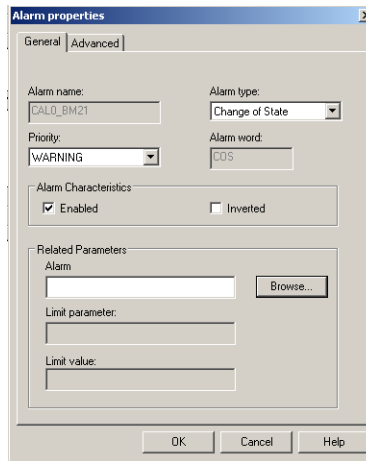 Alarm properties
General Advanced
Alarm name: Alarm type:
CAL0_BM21 Change of State
Priority: Alarm word:
WARNING COS
Alarm Characteristics
Enabled Inverted
Related Parameters
Alarm
Browse...
Limit parameter:
Limit value:
OK Cancel Help